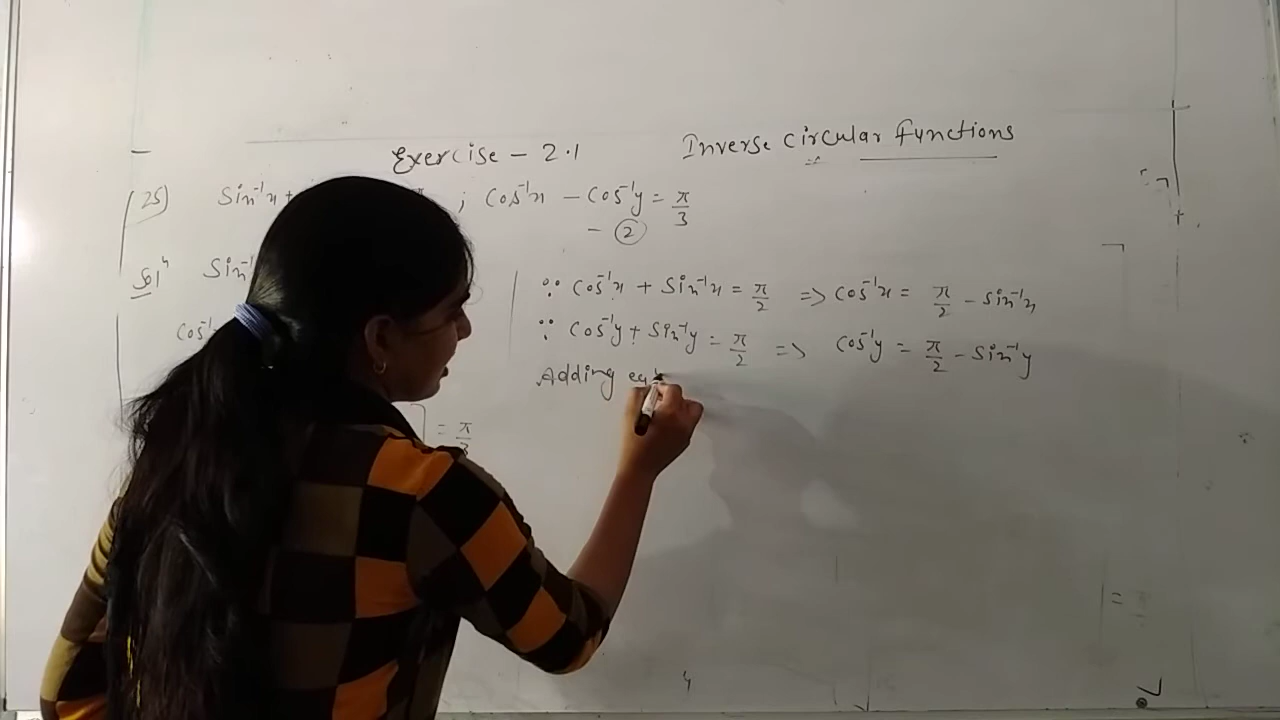 Exercise - 2.1
Inverse circular functions
25) Sin⁻¹x + ; Cos⁻¹x - Cos⁻¹y = π/3
- ②
Solⁿ Sin⁻¹
Cos⁻¹
= π/3
∵ Cos⁻¹x + Sin⁻¹x = π/2 => Cos⁻¹x = π/2 - Sin⁻¹x
∵ Cos⁻¹y + Sin⁻¹y = π/2 => Cos⁻¹y = π/2 - Sin⁻¹y
Adding eqⁿ